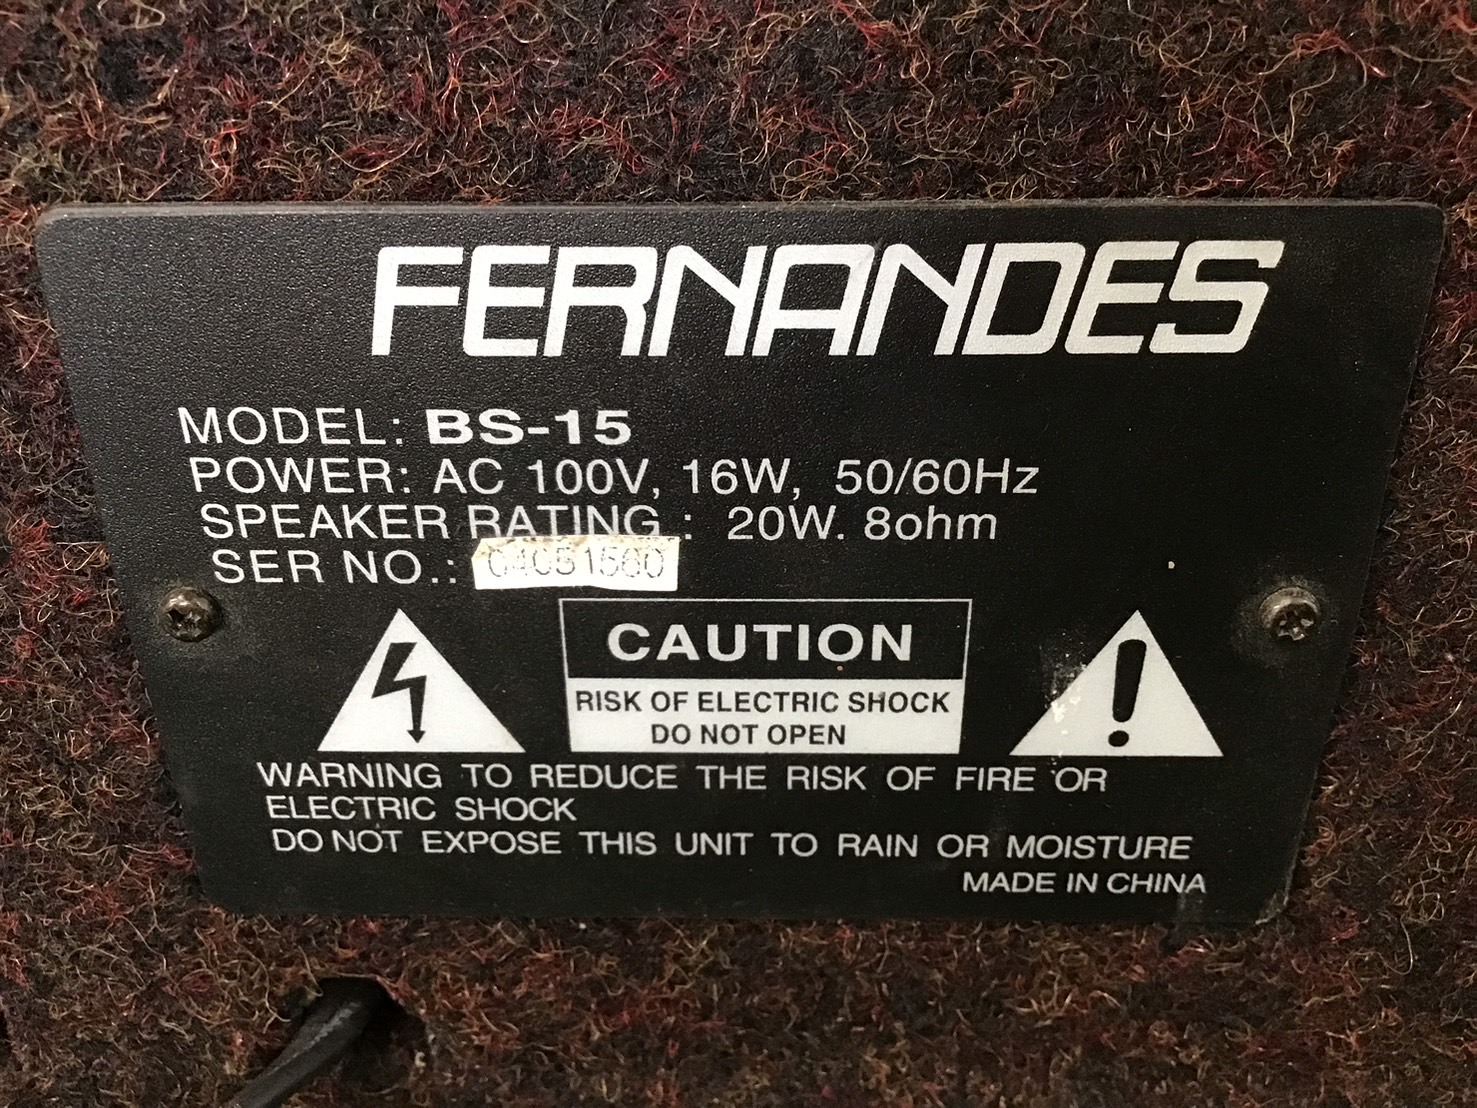 FERNANDES
MODEL: BS-15
POWER: AC 100V, 16W, 50/60Hz
SPEAKER RATING : 20W. 8ohm
SER NO.:
CAUTION
RISK OF ELECTRIC SHOCK
DO NOT OPEN
WARNING TO REDUCE THE RISK OF FIRE OR
ELECTRIC SHOCK
DO NOT EXPOSE THIS UNIT TO RAIN OR MOISTURE
MADE IN CHINA